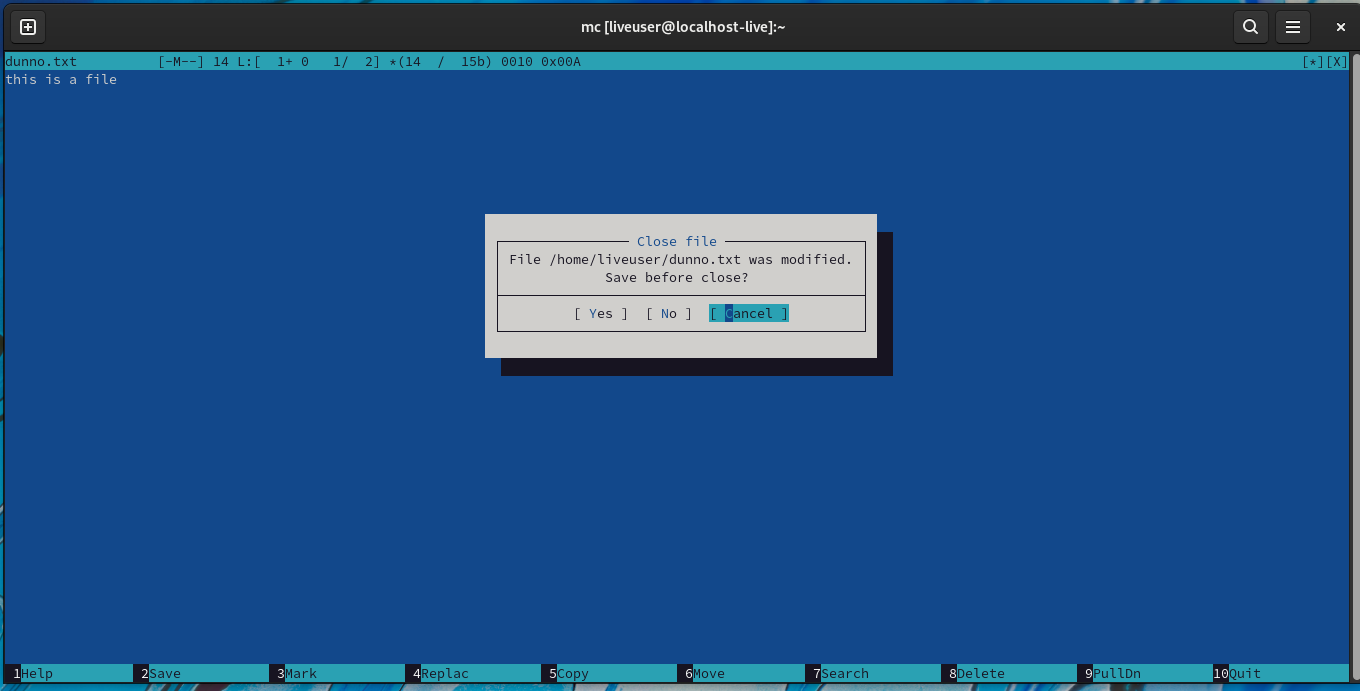 mc [liveuser@localhost-live]:~
dunno.txt [-M--] 14 L:[ 1+ 0 1/ 2] *(14 / 15b) 0010 0x00A [*][X]
this is a file
Close file
File /home/liveuser/dunno.txt was modified.
Save before close?
[ Yes ] [ No ] [ Cancel ]
1Help 2Save 3Mark 4Replac 5Copy 6Move 7Search 8Delete 9PullDn 10Quit